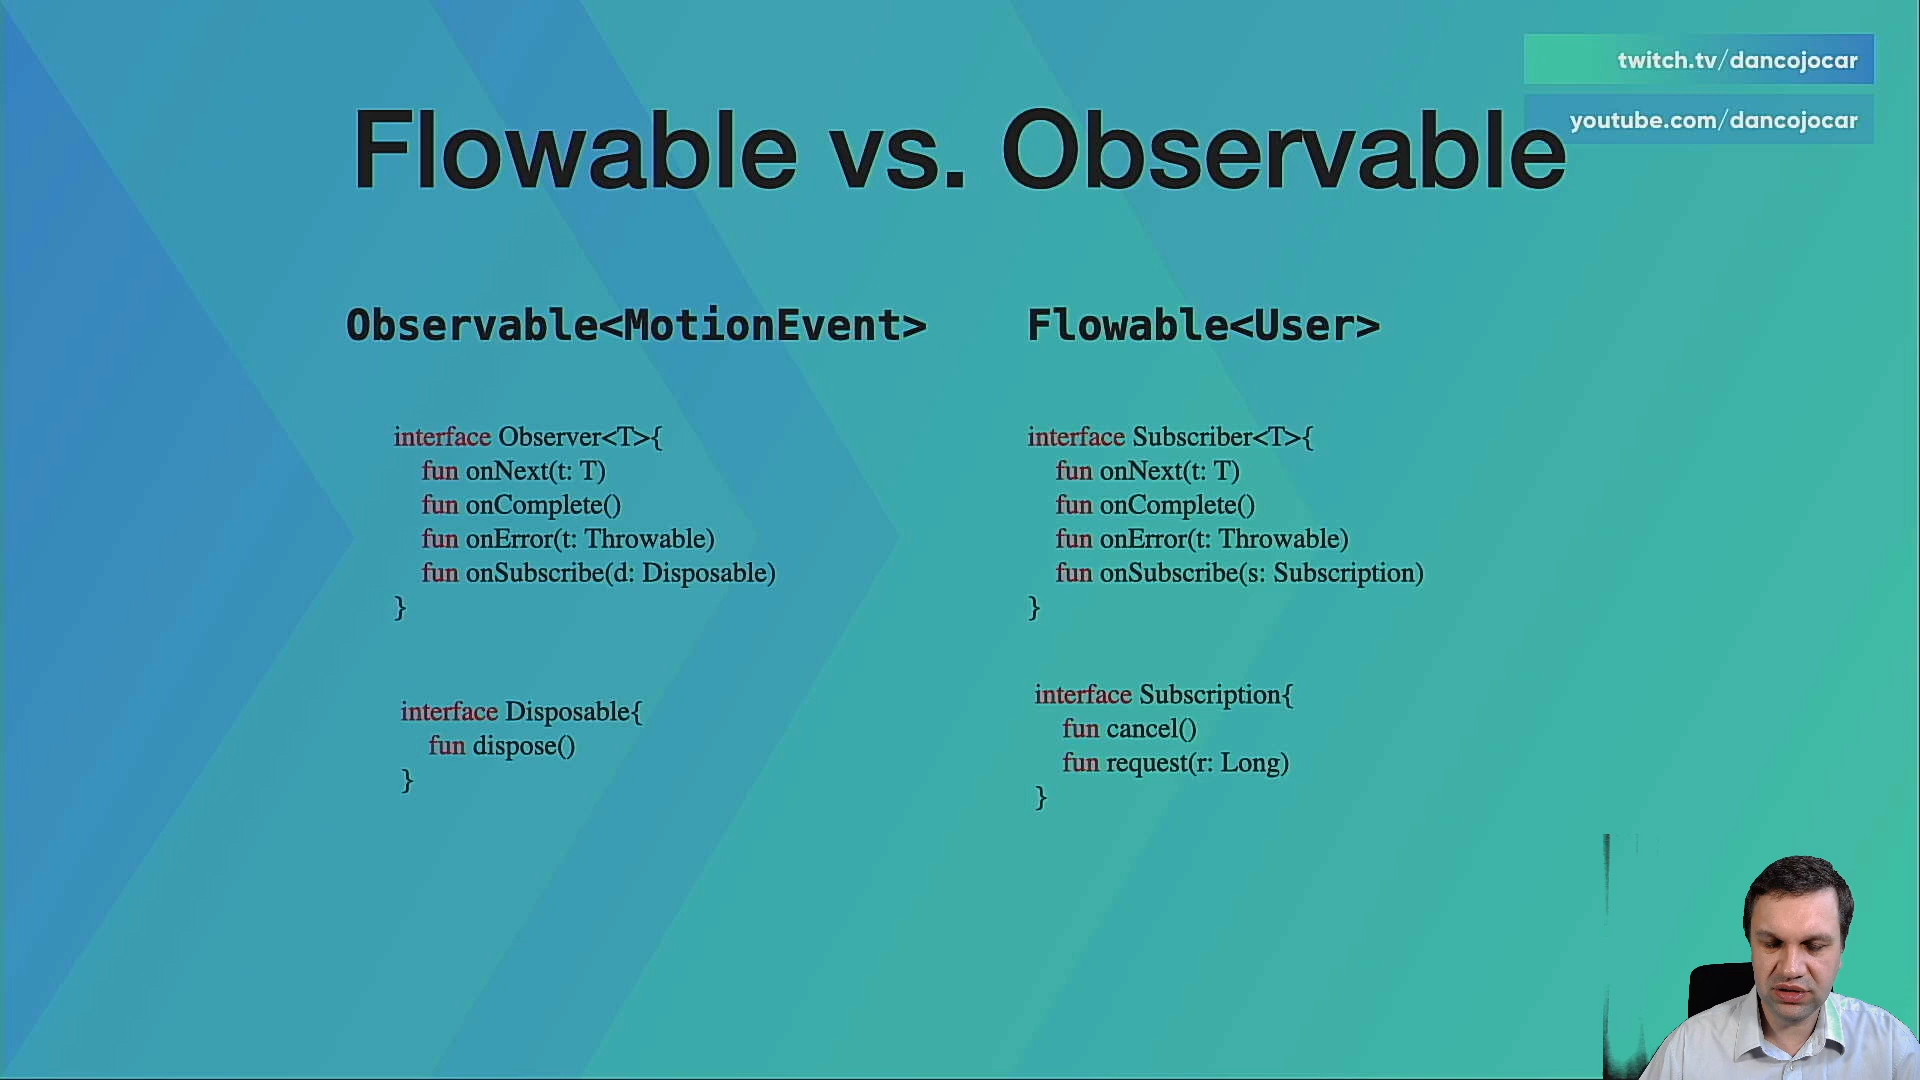 twitch.tv/dancojocar
youtube.com/dancojocar
Flowable vs. Observable
Observable<MotionEvent>
interface Observer<T>{
fun onNext(t: T)
fun onComplete()
fun onError(t: Throwable)
fun onSubscribe(d: Disposable)
}
interface Disposable{
fun dispose()
}
Flowable<User>
interface Subscriber<T>{
fun onNext(t: T)
fun onComplete()
fun onError(t: Throwable)
fun onSubscribe(s: Subscription)
}
interface Subscription{
fun cancel()
fun request(r: Long)
}